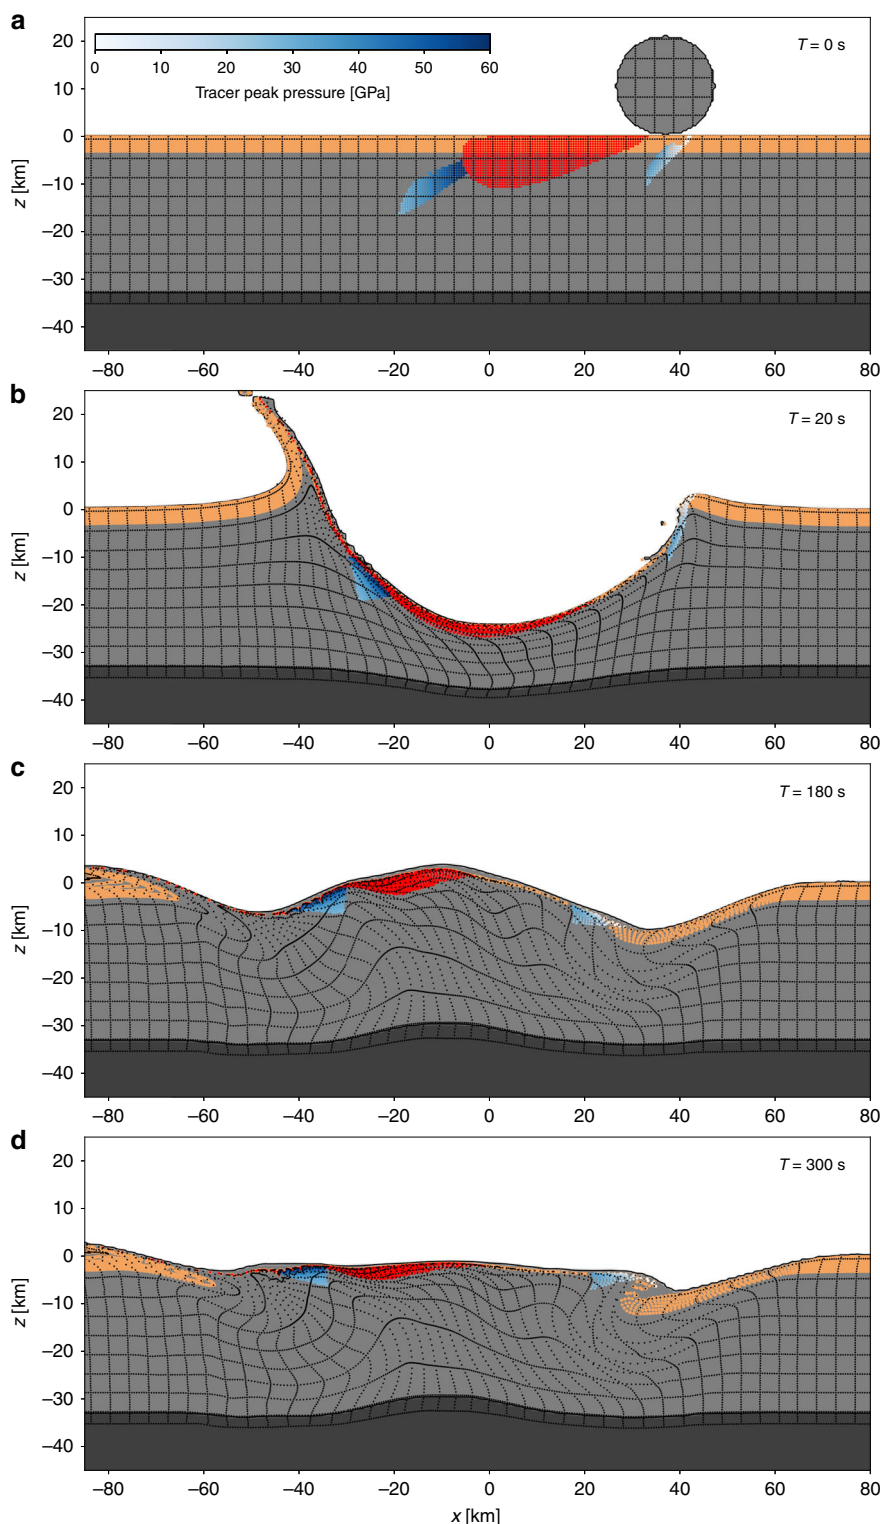 a
T = 0 s
20
10
0
−10
−20
−30
−40
z [km]
0 10 20 30 40 50 60
Tracer peak pressure [GPa]
−80 −60 −40 −20 0 20 40 60 80
b
T = 20 s
20
10
0
−10
−20
−30
−40
z [km]
−80 −60 −40 −20 0 20 40 60 80
c
T = 180 s
20
10
0
−10
−20
−30
−40
z [km]
−80 −60 −40 −20 0 20 40 60 80
d
T = 300 s
20
10
0
−10
−20
−30
−40
z [km]
−80 −60 −40 −20 0 20 40 60 80
x [km]